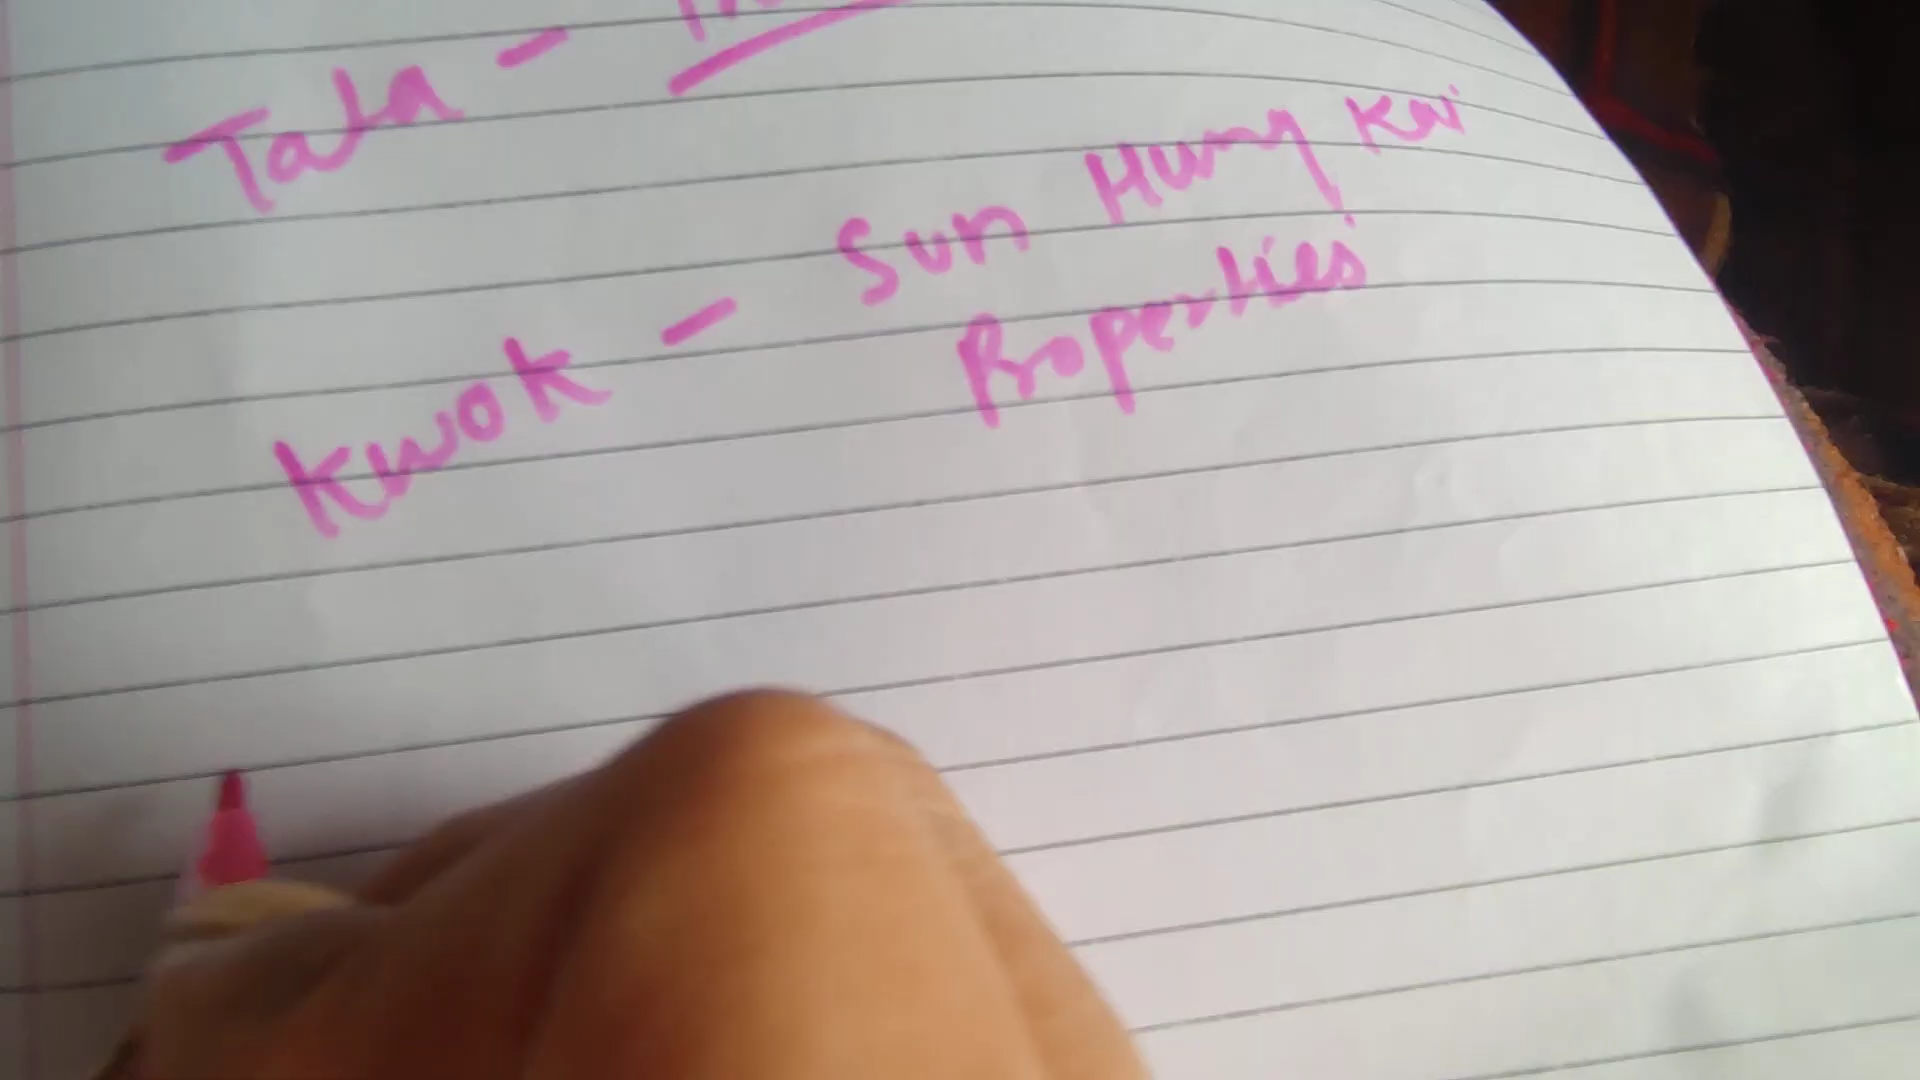 Tata -
Kwok - Sun Hung Kai
Properties